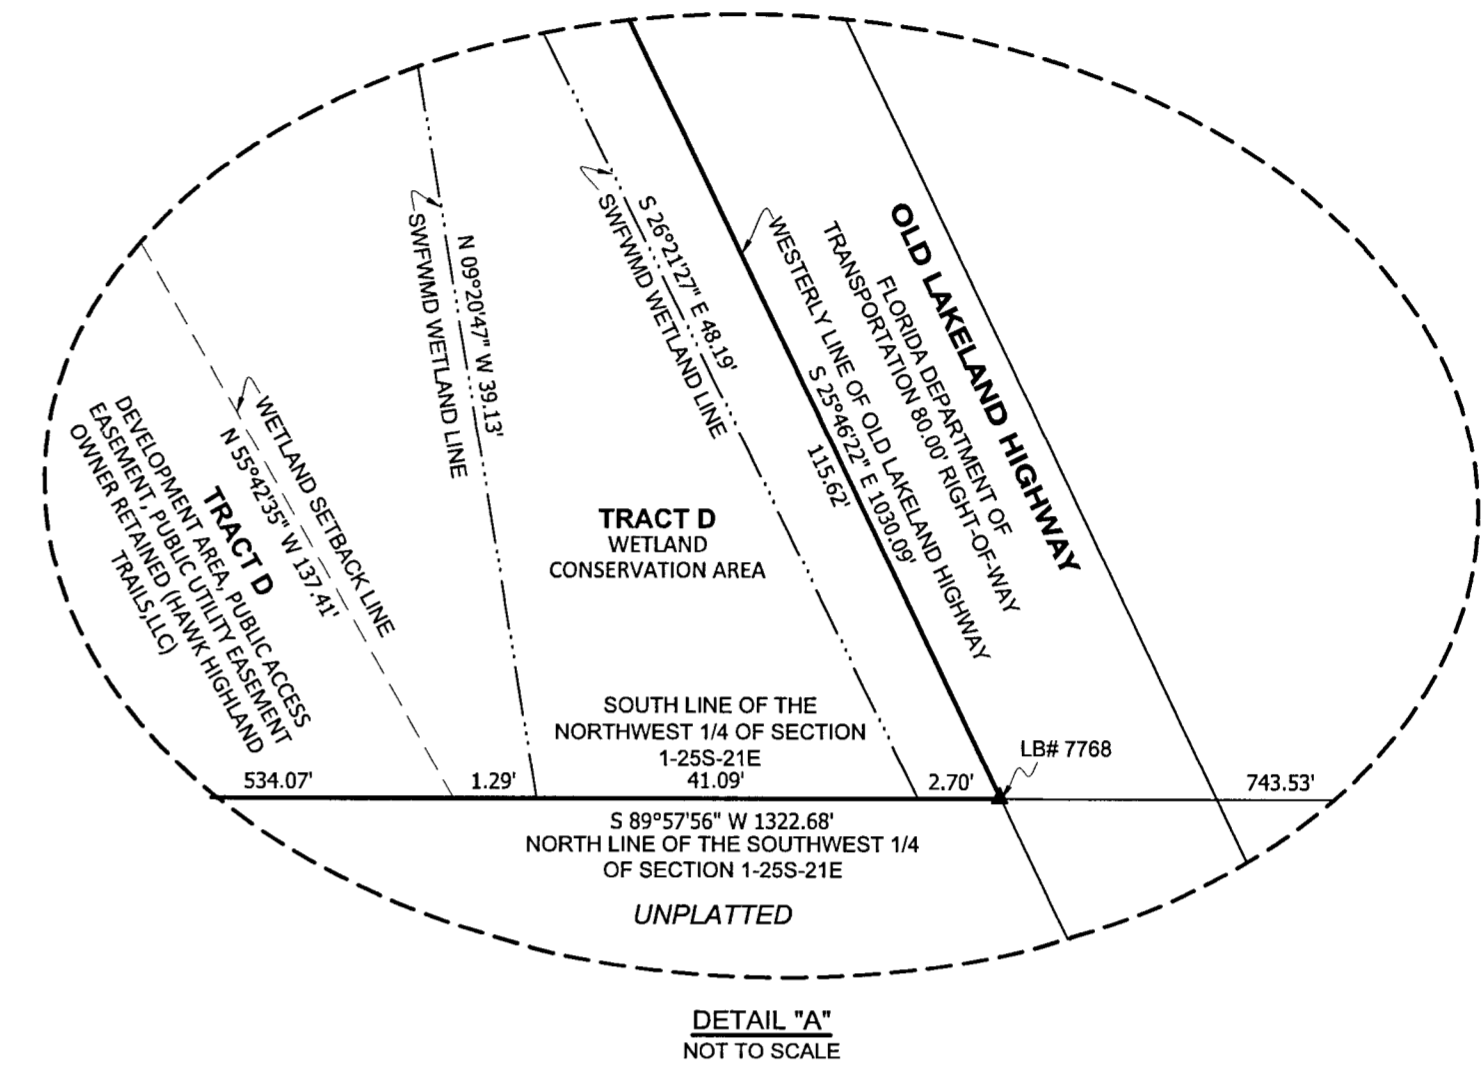 OLD LAKELAND HIGHWAY
FLORIDA DEPARTMENT OF
TRANSPORTATION 80.00' RIGHT-OF-WAY
WESTERLY LINE OF OLD LAKELAND HIGHWAY
S 25°46'22" E 1030.09'
115.62'
S 26°21'27" E 48.19'
SWFWMD WETLAND LINE
N 09°20'47" W 39.13'
SWFWMD WETLAND LINE
WETLAND SETBACK LINE
N 55°42'35" W 137.41'
TRACT D
DEVELOPMENT AREA, PUBLIC ACCESS
EASEMENT, PUBLIC UTILITY EASEMENT
OWNER RETAINED (HAWK HIGHLAND
TRAILS,LLC)
TRACT D
WETLAND
CONSERVATION AREA
SOUTH LINE OF THE
NORTHWEST 1/4 OF SECTION
1-25S-21E
LB# 7768
534.07'
1.29'
41.09'
2.70'
743.53'
S 89°57'56" W 1322.68'
NORTH LINE OF THE SOUTHWEST 1/4
OF SECTION 1-25S-21E
UNPLATTED
DETAIL "A"
NOT TO SCALE